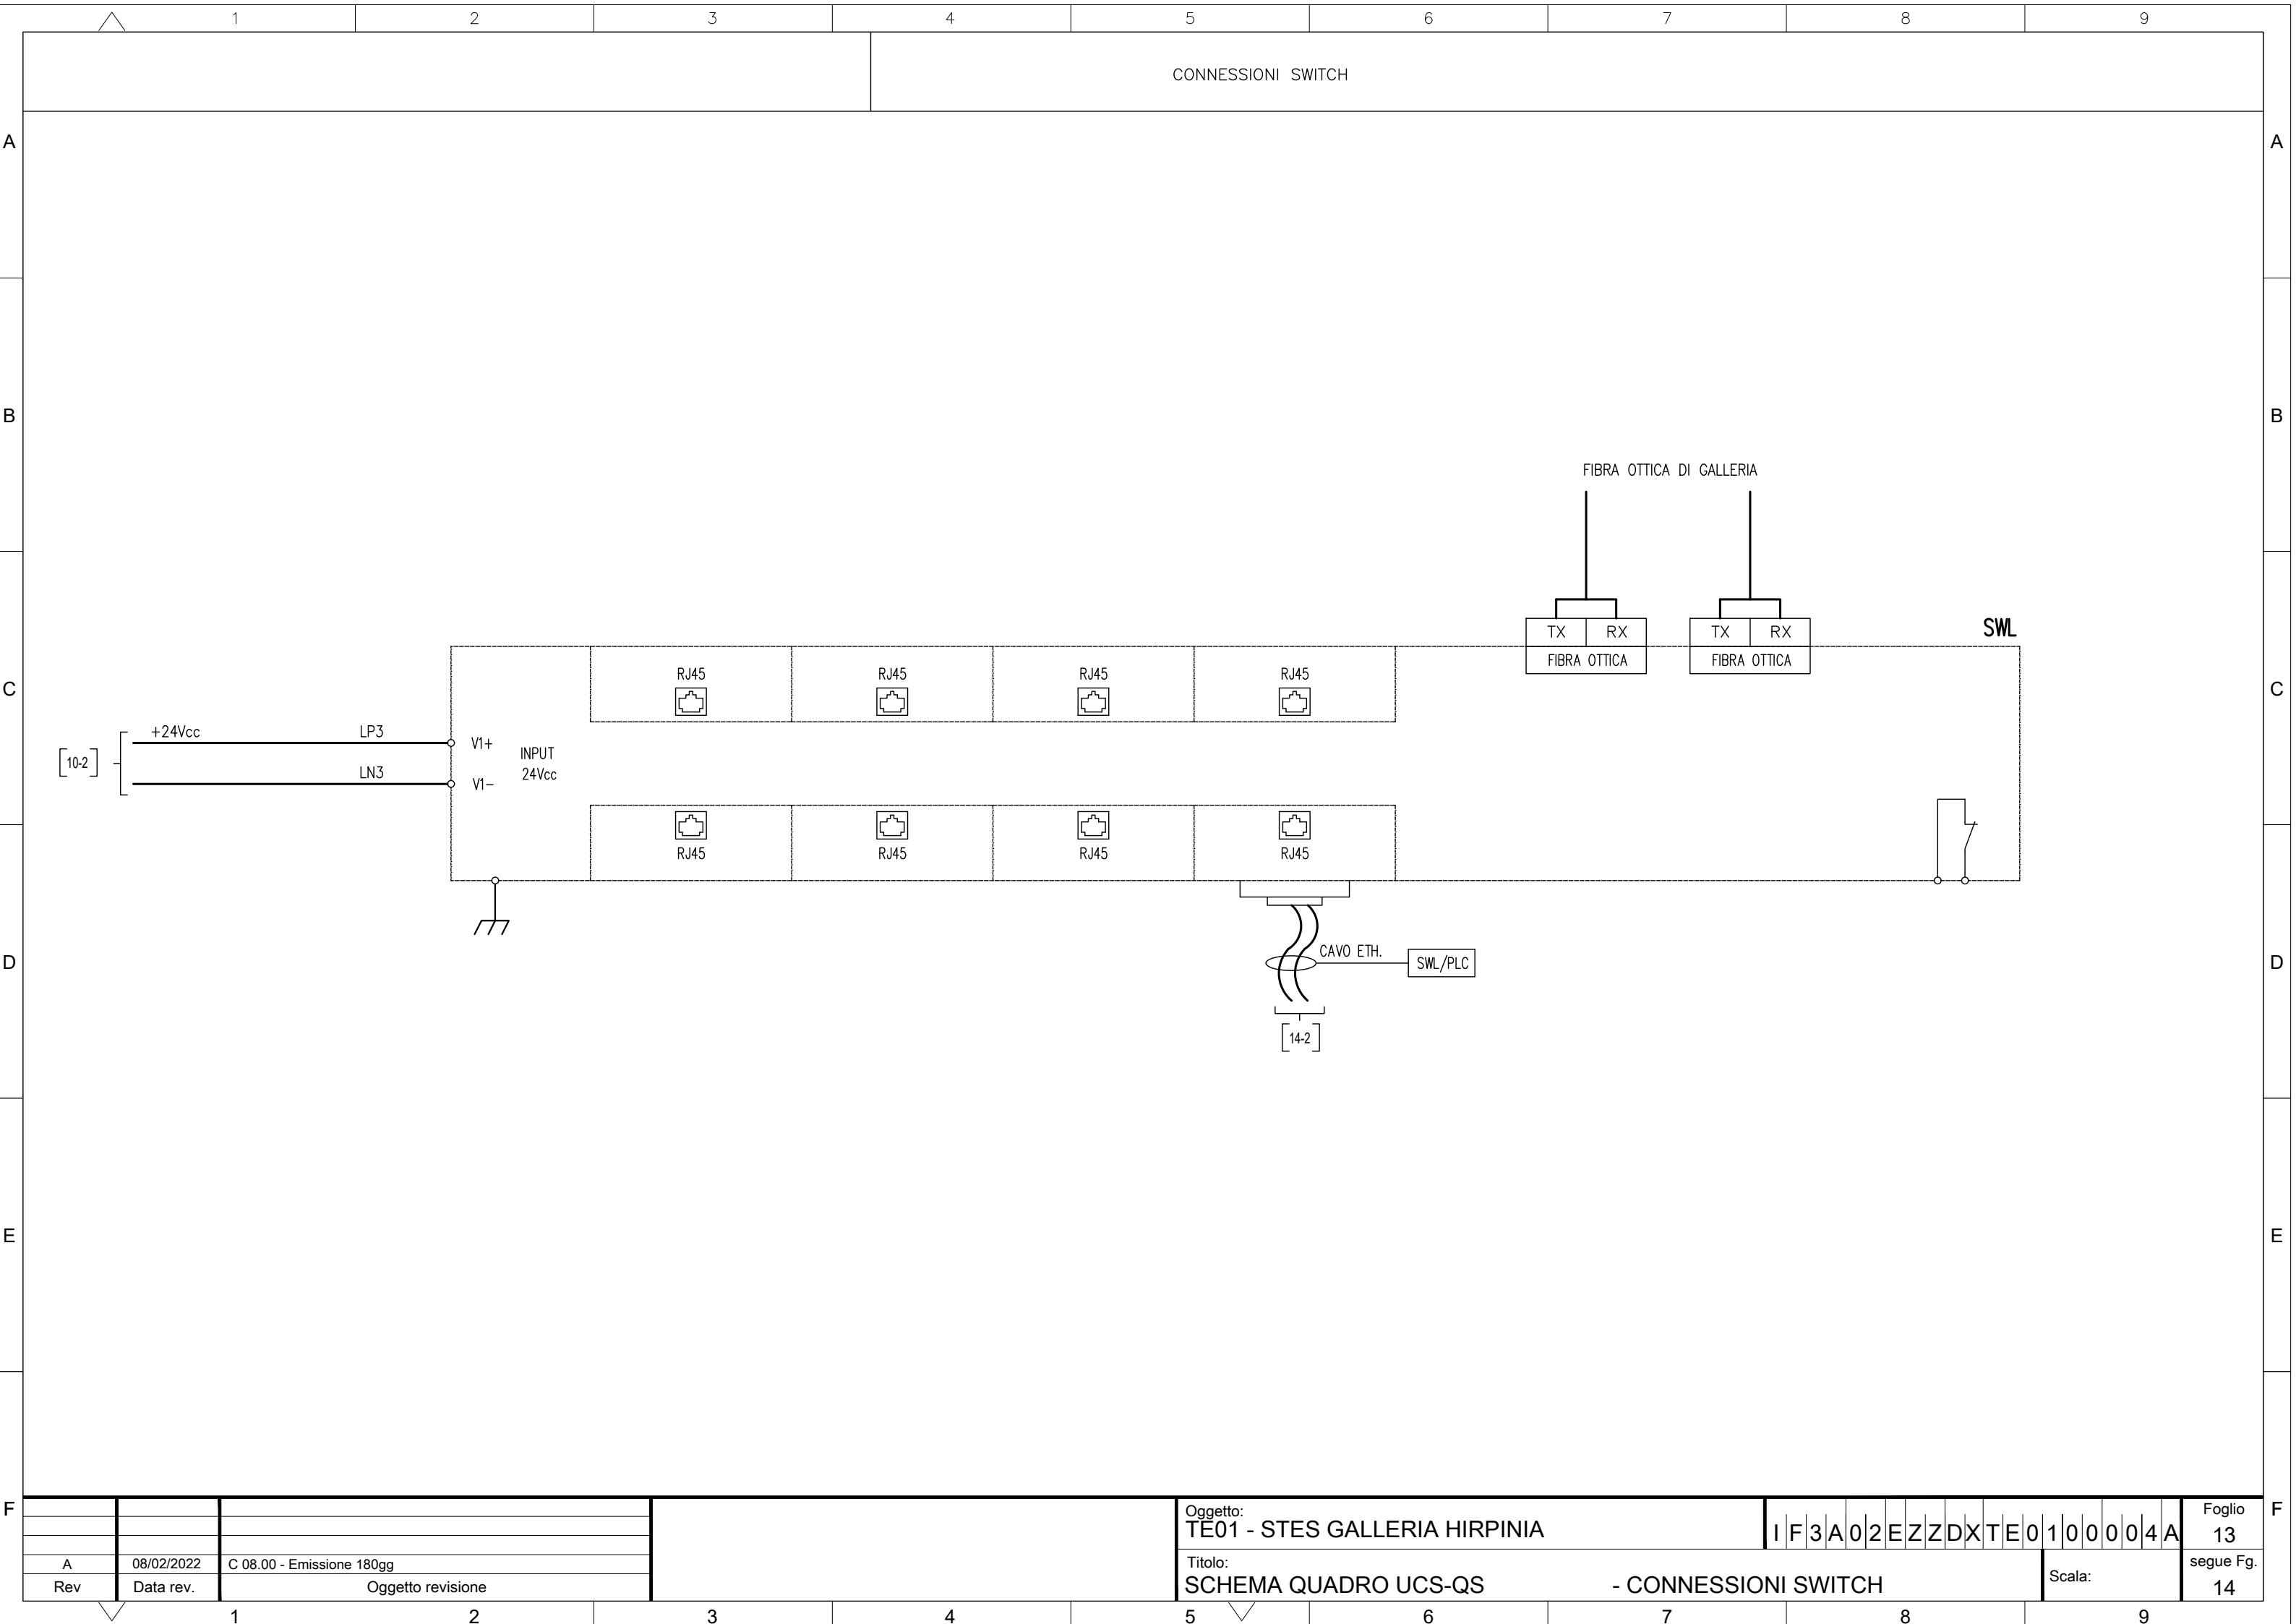 1 2 3 4 5 6 7 8 9
CONNESSIONI SWITCH
A A
B B
FIBRA OTTICA DI GALLERIA
TX RX TX RX SWL
FIBRA OTTICA FIBRA OTTICA
C C
RJ45 RJ45 RJ45 RJ45
+24Vcc LP3 V1+
[10-2] INPUT
24Vcc
LN3 V1-
RJ45 RJ45 RJ45 RJ45
D D
CAVO ETH. SWL/PLC
[14-2]
E E
F F
Oggetto:
TE01 - STES GALLERIA HIRPINIA
IF3A02EZZDXTE0100004A
Foglio
13
A 08/02/2022 C 08.00 - Emissione 180gg
Rev Data rev. Oggetto revisione
Titolo:
SCHEMA QUADRO UCS-QS - CONNESSIONI SWITCH
Scala:
segue Fg.
14
1 2 3 4 5 6 7 8 9